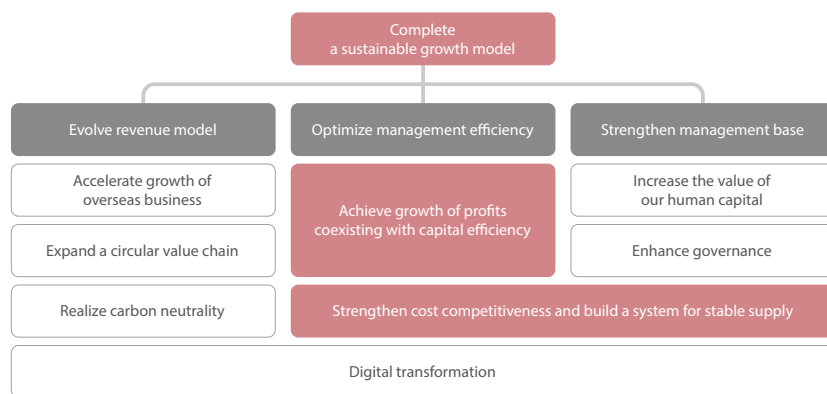 Complete
a sustainable growth model
Evolve revenue model
Optimize management efficiency
Strengthen management base
Accelerate growth of
overseas business
Achieve growth of profits
coexisting with capital efficiency
Increase the value of
our human capital
Expand a circular value chain
Enhance governance
Realize carbon neutrality
Strengthen cost competitiveness and build a system for stable supply
Digital transformation